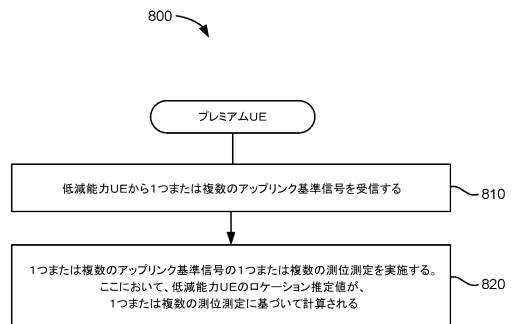 800
プレミアムUE
低減能力UEから1つまたは複数のアップリンク基準信号を受信する
810
1つまたは複数のアップリンク基準信号の1つまたは複数の測位測定を実施する。
ここにおいて、低減能力UEのロケーション推定値が、
1つまたは複数の測位測定に基づいて計算される
820